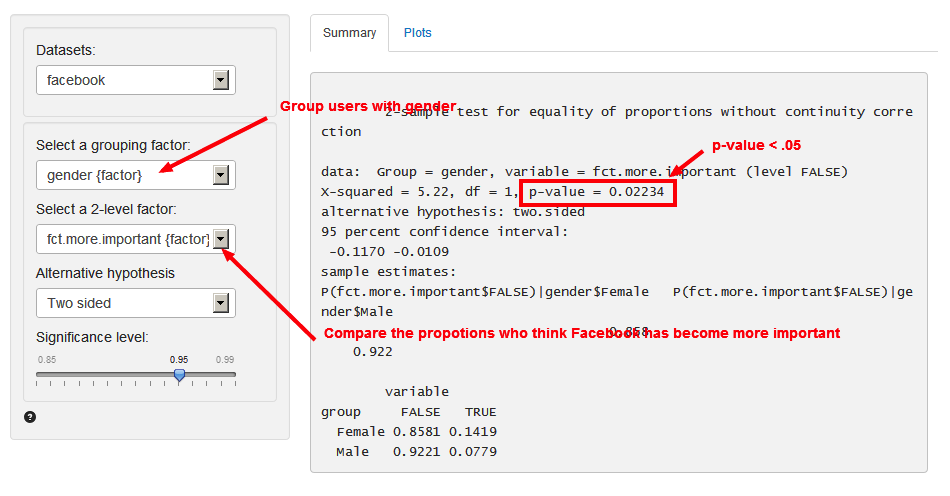 Datasets:
facebook
Select a grouping factor:
gender {factor}
Select a 2-level factor:
fct.more.important {factor}
Alternative hypothesis
Two sided
Significance level:
0.85 0.95 0.99
?
Summary Plots
Group users with gender
2-sample test for equality of proportions without continuity corre
ction
p-value < .05
data:  Group = gender, variable = fct.more.important (level FALSE)
X-squared = 5.22, df = 1, p-value = 0.02234
alternative hypothesis: two.sided
95 percent confidence interval:
-0.1170 -0.0109
sample estimates:
P(fct.more.important$FALSE)|gender$Female   P(fct.more.important$FALSE)|ge
nder$Male
Compare the propotions who think Facebook has become more important
0.858
0.922
variable
group     FALSE   TRUE
Female 0.8581 0.1419
Male   0.9221 0.0779